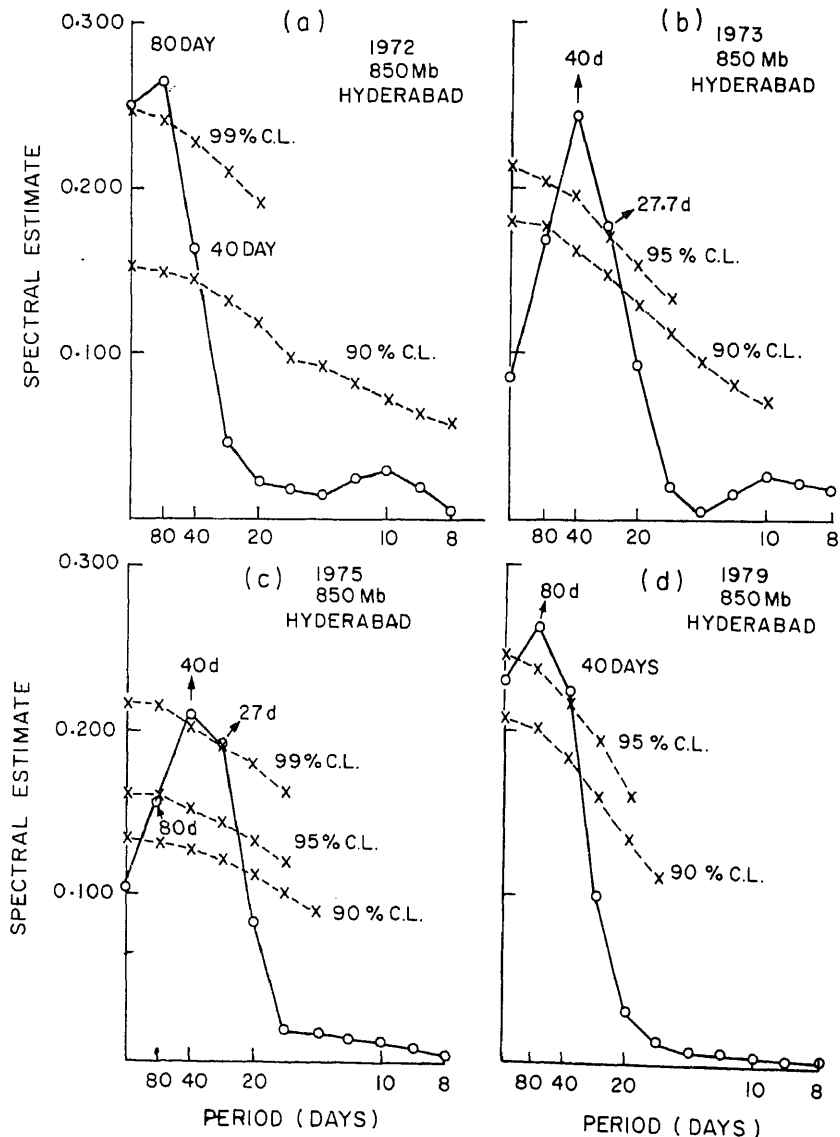 (a)
1972
850 Mb
HYDERABAD
80 DAY
99% C.L.
40 DAY
90% C.L.
SPECTRAL ESTIMATE
0.300
0.200
0.100
80 40 20 10 8
(b)
1973
850 Mb
HYDERABAD
40d
27.7d
95% C.L.
90% C.L.
80 40 20 10 8
(c)
1975
850 Mb
HYDERABAD
40d
27d
99% C.L.
80d
95% C.L.
90% C.L.
SPECTRAL ESTIMATE
0.300
0.200
0.100
80 40 20 10 8
PERIOD (DAYS)
(d)
1979
850 Mb
HYDERABAD
80d
40 DAYS
95% C.L.
90% C.L.
80 40 20 10 8
PERIOD (DAYS)